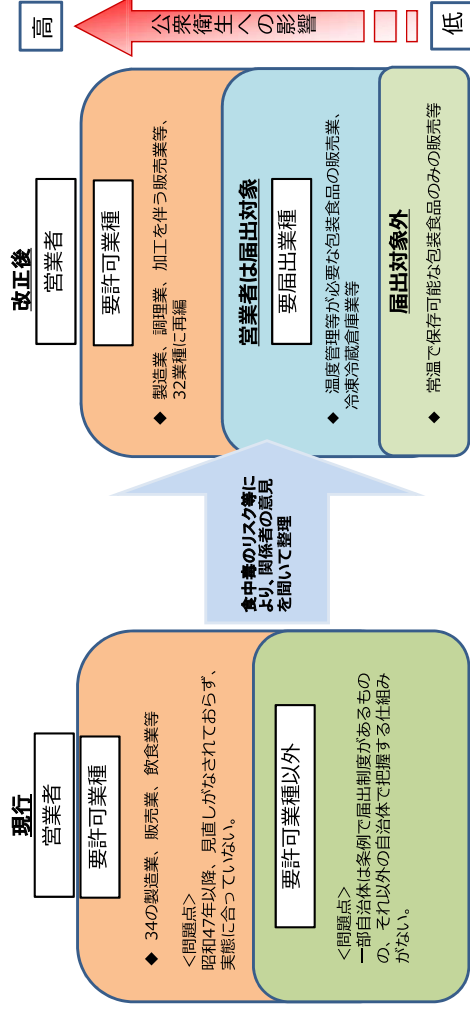 現行
営業者
要許可業種
◆ 34の製造業、販売業、飲食業等
＜問題点＞
昭和47年以降、見直しがなされておらず、
実態に合っていない。
要許可業種以外
＜問題点＞
一部自治体は条例で届出制度があるもの
の、それ以外の自治体で把握する仕組み
がない。
食中毒のリスク等に
より、関係者の意見
を聞いて整理
改正後
営業者
要許可業種
◆ 製造業、調理業、加工を伴う販売業等、
32業種に再編
営業者は届出対象
要届出業種
◆ 温度管理等が必要な包装食品の販売業、
冷凍冷蔵倉庫業等
届出対象外
◆ 常温で保存可能な包装食品のみの販売等
高
公衆衛生への影響
低